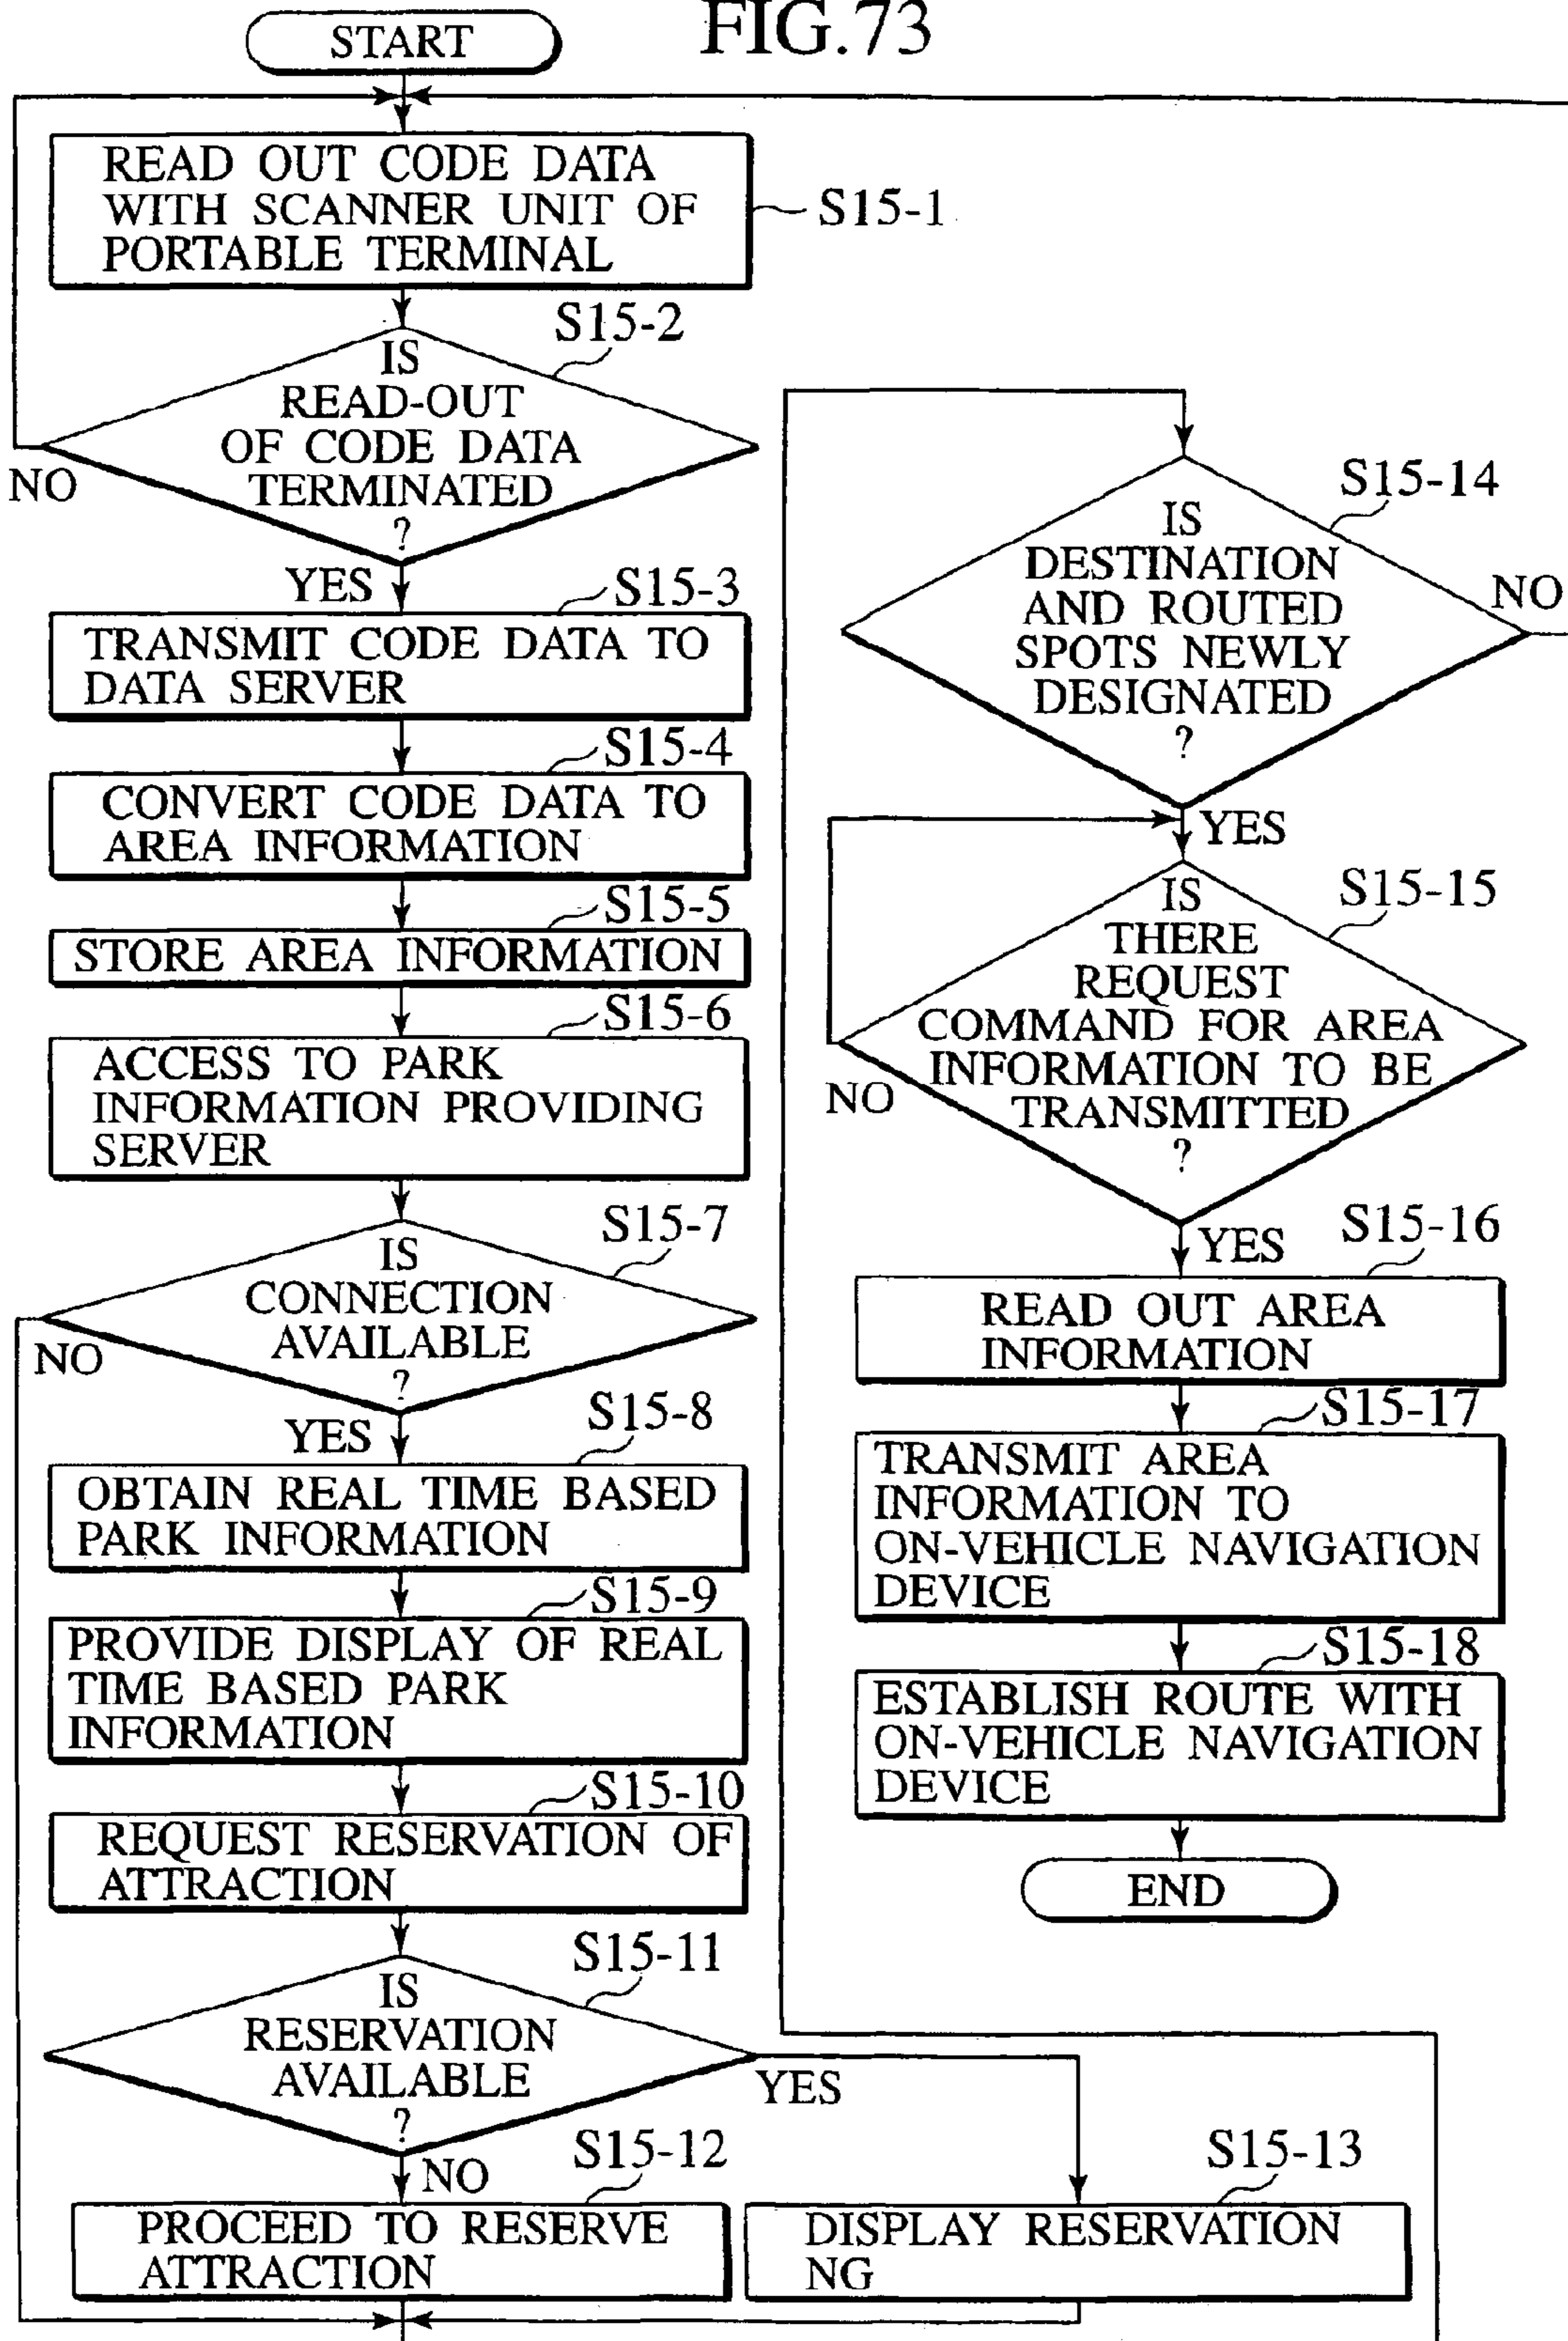 FIG.73
START
READ OUT CODE DATA
WITH SCANNER UNIT OF
PORTABLE TERMINAL
S15-1
S15-2
IS
READ-OUT
OF CODE DATA
TERMINATED
?
NO
YES
S15-3
TRANSMIT CODE DATA TO
DATA SERVER
S15-4
CONVERT CODE DATA TO
AREA INFORMATION
S15-5
STORE AREA INFORMATION
S15-6
ACCESS TO PARK
INFORMATION PROVIDING
SERVER
S15-7
IS
CONNECTION
AVAILABLE
?
NO
YES
S15-8
OBTAIN REAL TIME BASED
PARK INFORMATION
S15-9
PROVIDE DISPLAY OF REAL
TIME BASED PARK
INFORMATION
S15-10
REQUEST RESERVATION OF
ATTRACTION
S15-11
IS
RESERVATION
AVAILABLE
?
YES
NO
S15-12
PROCEED TO RESERVE
ATTRACTION
S15-13
DISPLAY RESERVATION
NG
S15-14
IS
DESTINATION
AND ROUTED
SPOTS NEWLY
DESIGNATED
?
NO
YES
S15-15
IS
THERE
REQUEST
COMMAND FOR AREA
INFORMATION TO BE
TRANSMITTED
?
NO
YES
S15-16
READ OUT AREA
INFORMATION
S15-17
TRANSMIT AREA
INFORMATION TO
ON-VEHICLE NAVIGATION
DEVICE
S15-18
ESTABLISH ROUTE WITH
ON-VEHICLE NAVIGATION
DEVICE
END